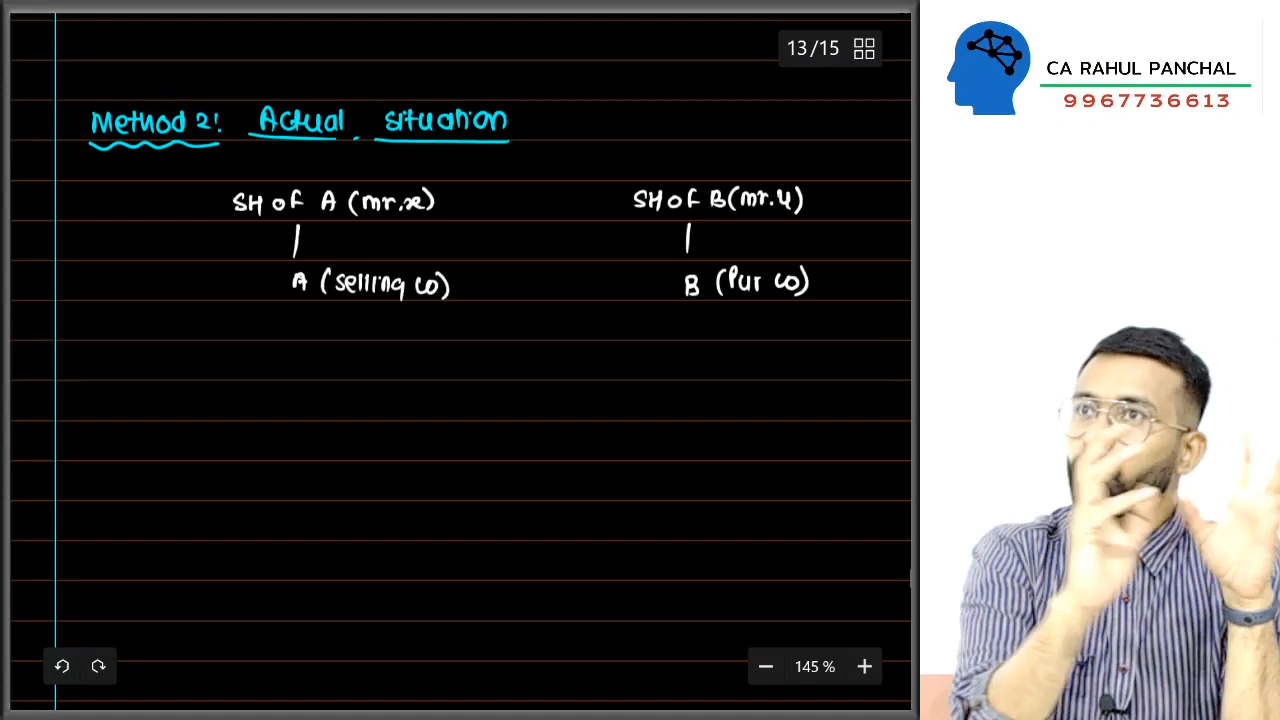 13/15
CA RAHUL PANCHAL
9967736613
Method 2: Actual situation
SH of A (mr.x)
SH of B (mr.y)
A (selling co)
B (Pur co)
145 %